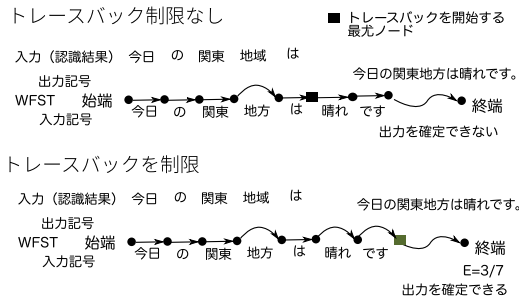 トレースバック制限なし
トレースバックを開始する
最尤ノード
入力（認識結果） 今日 の 関東 地域 は
出力記号
今日の関東地方は晴れです。
WFST 始端
終端
入力記号
今日 の 関東 地方 は 晴れ です
出力を確定できない
トレースバックを制限
入力（認識結果） 今日 の 関東 地域 は
今日の関東地方は晴れです。
出力記号
WFST 始端
終端
入力記号
今日 の 関東 地方 は 晴れ です
E=3/7
出力を確定できる